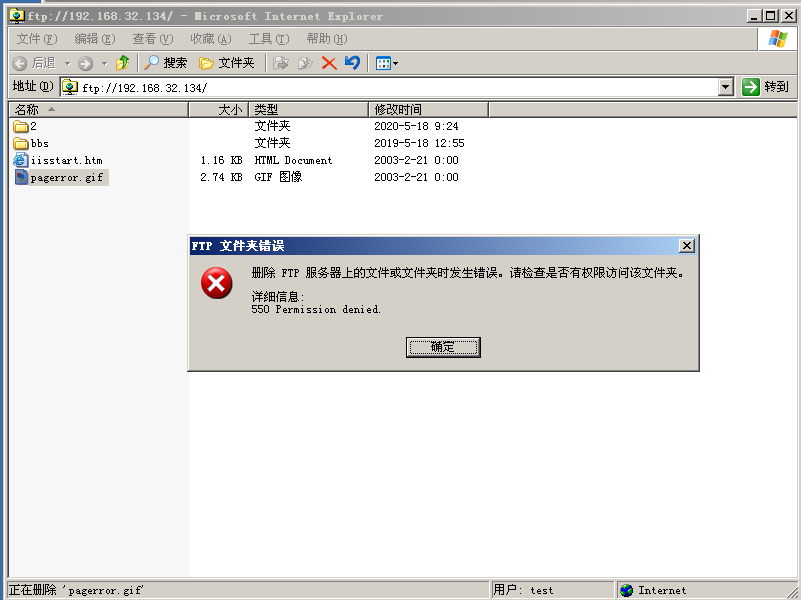 ftp://192.168.32.134/ - Microsoft Internet Explorer
文件(F) 编辑(E) 查看(V) 收藏(A) 工具(T) 帮助(H)
后退 搜索 文件夹
地址(D) ftp://192.168.32.134/ 转到
名称 大小 类型 修改时间
2 文件夹 2020-5-18 9:24
bbs 文件夹 2019-5-18 12:55
iisstart.htm 1.16 KB HTML Document 2003-2-21 0:00
pagerror.gif 2.74 KB GIF 图像 2003-2-21 0:00
FTP 文件夹错误
删除 FTP 服务器上的文件或文件夹时发生错误。请检查是否有权限访问该文件夹。
详细信息:
550 Permission denied.
确定
正在删除 'pagerror.gif' 用户: test Internet